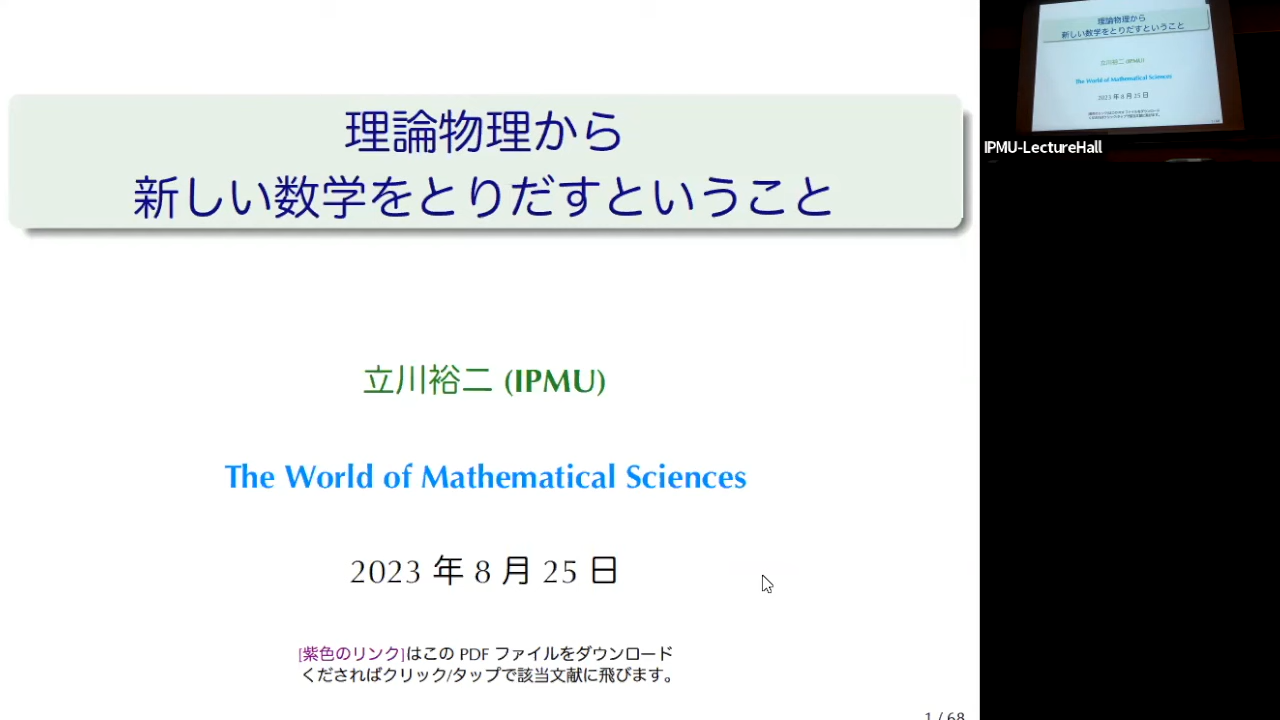 理論物理から
新しい数学をとりだすということ
立川裕二 (IPMU)
The World of Mathematical Sciences
2023 年 8 月 25 日
[紫色のリンク]はこの PDF ファイルをダウンロード
くださればクリック/タップで該当文献に飛びます。
1 / 68
理論物理から
新しい数学をとりだすということ
立川裕二 (IPMU)
The World of Mathematical Sciences
2023 年 8 月 25 日
IPMU-LectureHall